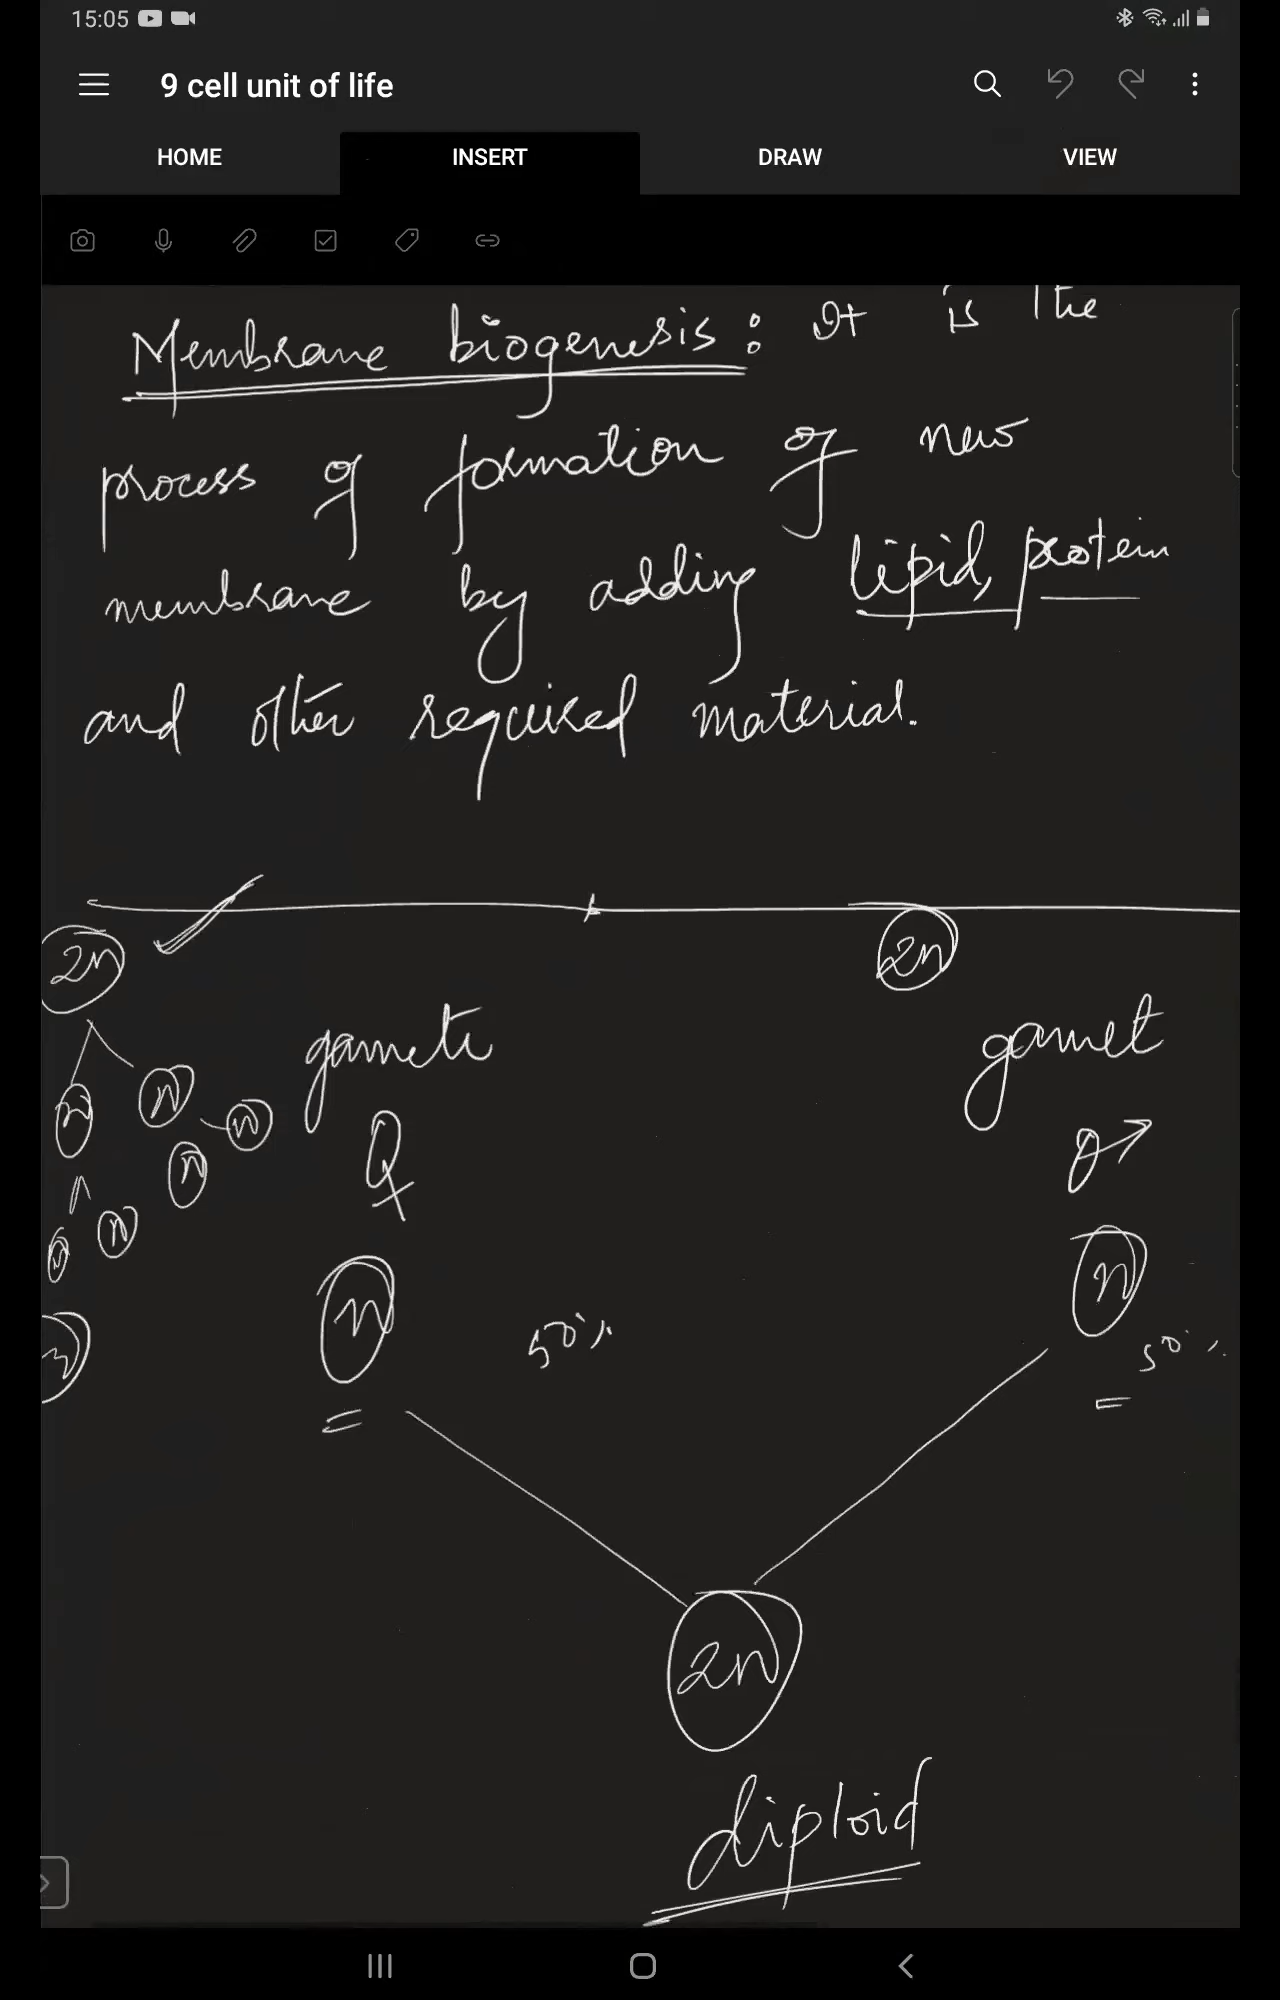 15:05
9 cell unit of life
HOME INSERT DRAW VIEW
Membrane biogenesis: It is the
process of formation of new
membrane by adding lipid, protein
and other required material.
2n 2n
gamete gamet
n n n
n
n n
♀ ♂
n n
50% 50%
= =
2n
diploid